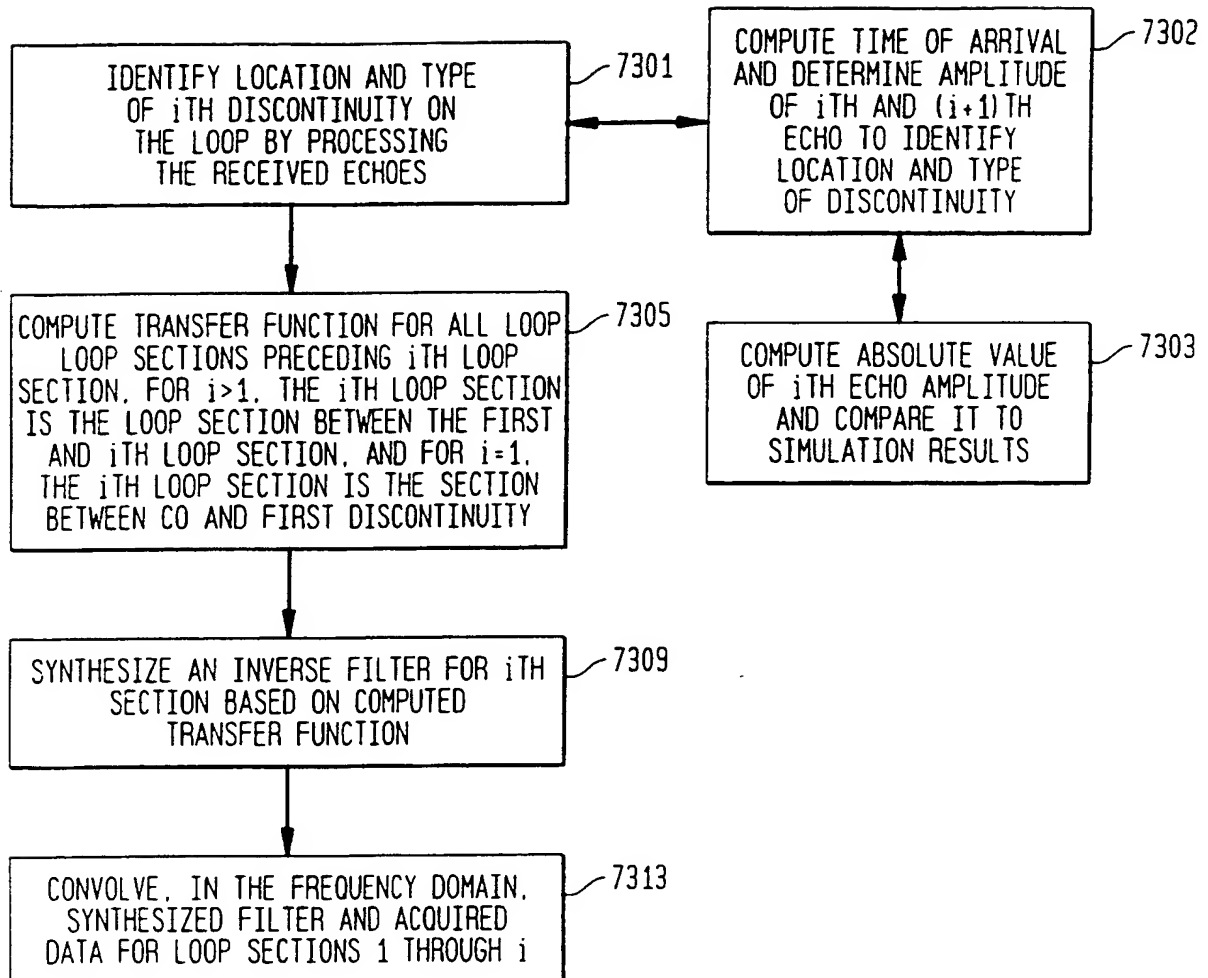 IDENTIFY LOCATION AND TYPE
OF iTH DISCONTINUITY ON
THE LOOP BY PROCESSING
THE RECEIVED ECHOES
7301
COMPUTE TIME OF ARRIVAL
AND DETERMINE AMPLITUDE
OF iTH AND (i+1)TH
ECHO TO IDENTIFY
LOCATION AND TYPE
OF DISCONTINUITY
7302
COMPUTE ABSOLUTE VALUE
OF iTH ECHO AMPLITUDE
AND COMPARE IT TO
SIMULATION RESULTS
7303
COMPUTE TRANSFER FUNCTION FOR ALL LOOP
LOOP SECTIONS PRECEDING iTH LOOP
SECTION, FOR i>1, THE iTH LOOP SECTION
IS THE LOOP SECTION BETWEEN THE FIRST
AND iTH LOOP SECTION, AND FOR i=1,
THE iTH LOOP SECTION IS THE SECTION
BETWEEN CO AND FIRST DISCONTINUITY
7305
SYNTHESIZE AN INVERSE FILTER FOR iTH
SECTION BASED ON COMPUTED
TRANSFER FUNCTION
7309
CONVOLVE, IN THE FREQUENCY DOMAIN,
SYNTHESIZED FILTER AND ACQUIRED
DATA FOR LOOP SECTIONS 1 THROUGH i
7313